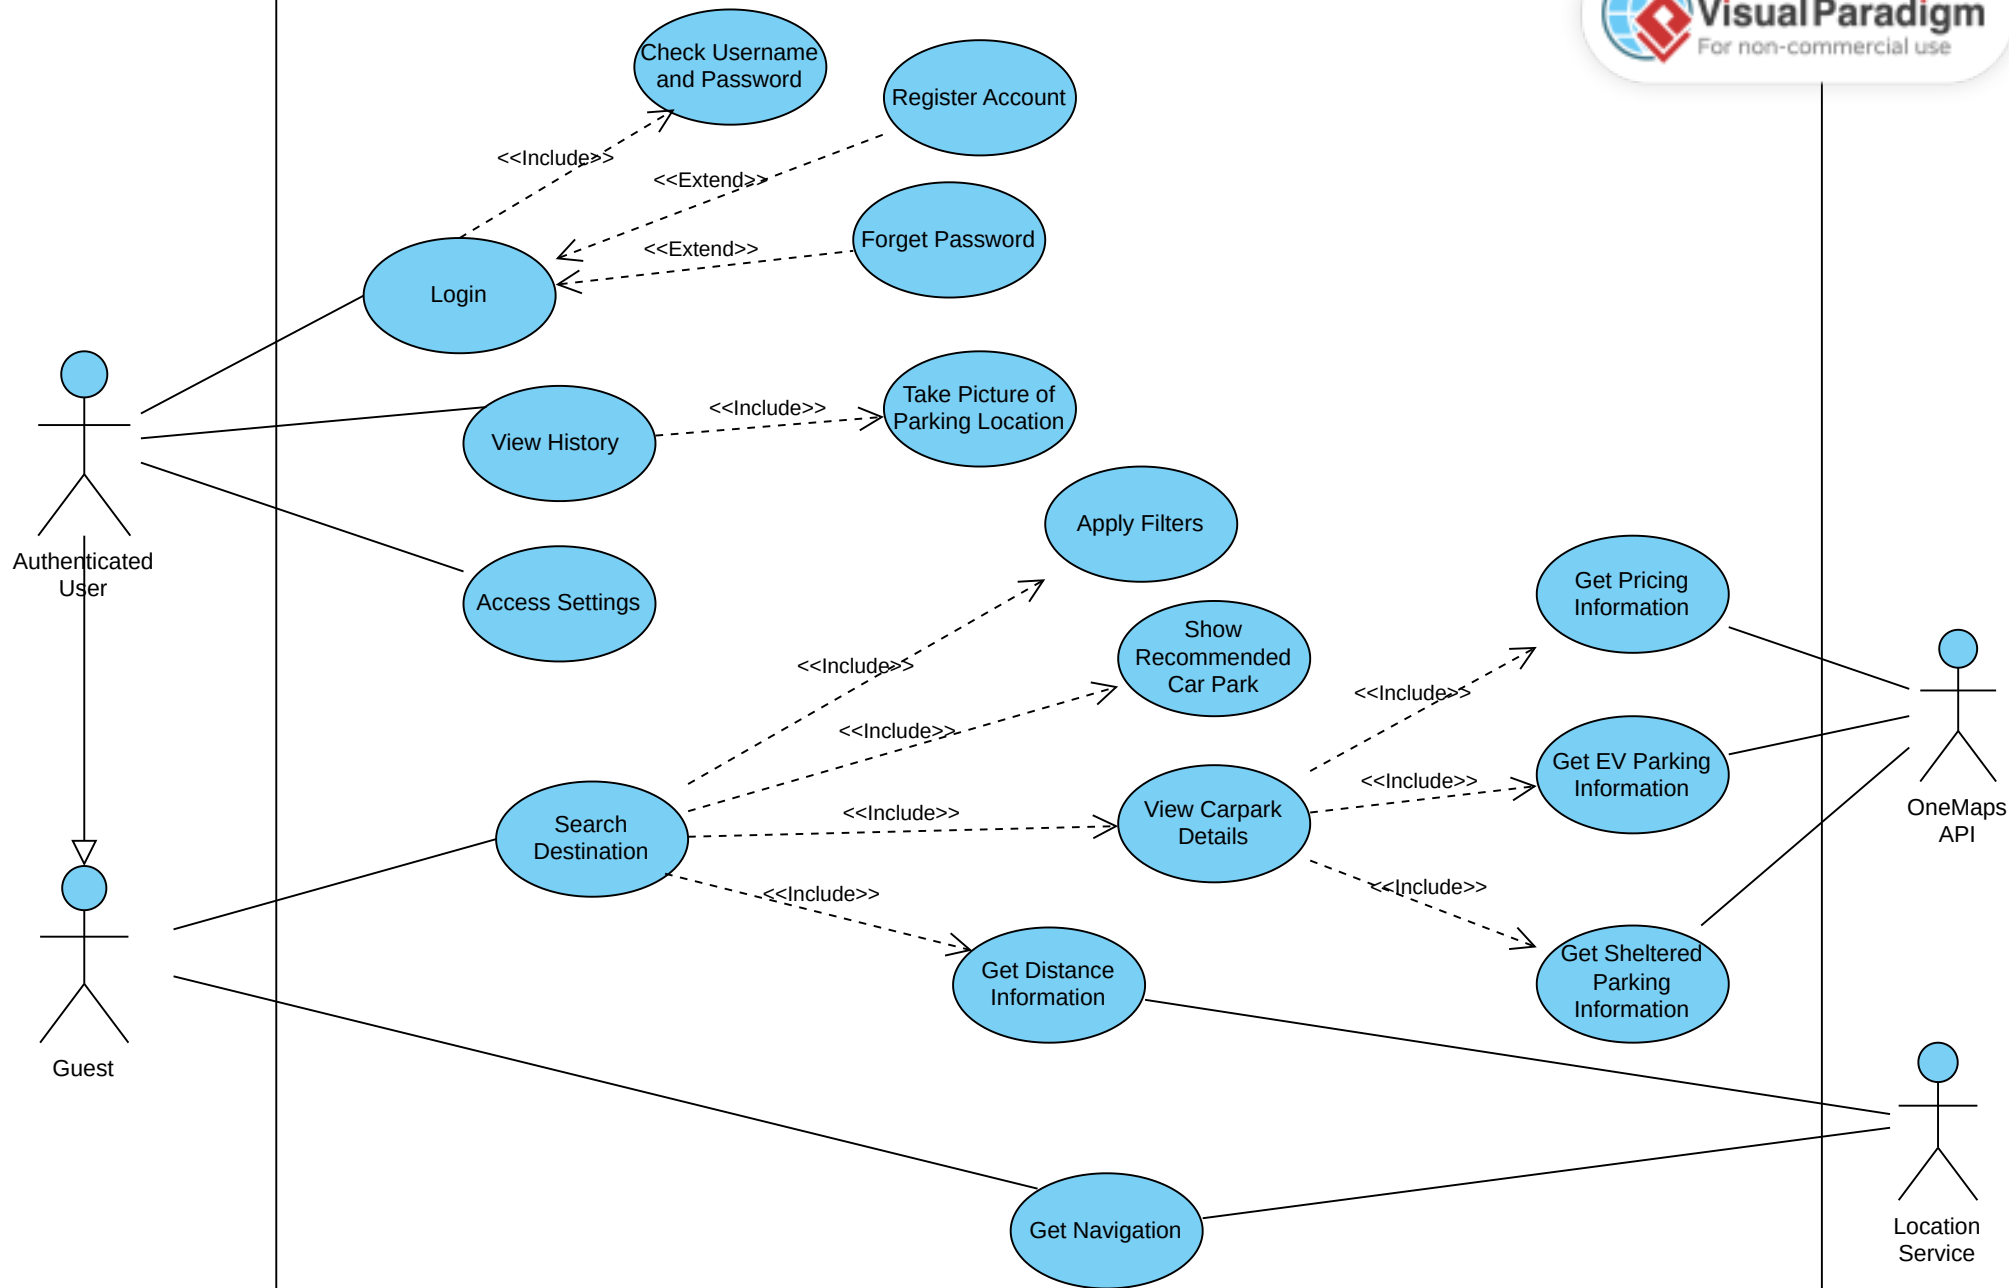 Visual Paradigm
For non-commercial use
Check Username
and Password
Register Account
<<Include>>
<<Extend>>
Forget Password
<<Extend>>
Login
Take Picture of
Parking Location
<<Include>>
View History
Apply Filters
Authenticated
User
Access Settings
Get Pricing
Information
Show
Recommended
Car Park
<<Include>>
<<Include>>
<<Include>>
Get EV Parking
Information
<<Include>>
OneMaps
API
Search
Destination
<<Include>>
View Carpark
Details
<<Include>>
<<Include>>
Get Distance
Information
Get Sheltered
Parking
Information
Guest
Get Navigation
Location
Service